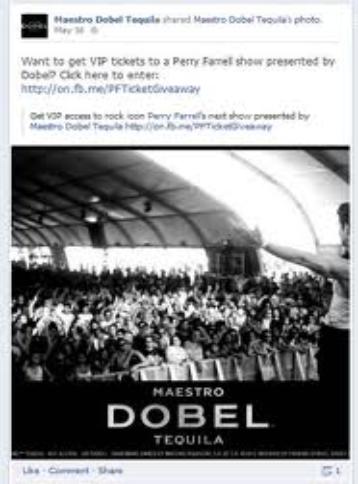 Maestro Dobel Tequila shared Maestro Dobel Tequila's photo.
May 30
Want to get VIP tickets to a Perry Farrell show presented by
Dobel? Click here to enter:
http://on.fb.me/PFTicketGiveaway
Get VIP access to rock icon Perry Farrell's next show presented by
Maestro Dobel Tequila http://on.fb.me/PFTicketGiveaway
MAESTRO
DOBEL
TEQUILA
Like · Comment · Share
1